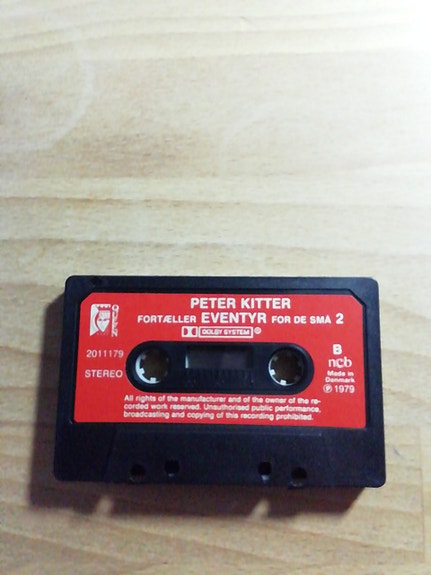 PETER KITTER
FORTÆLLER EVENTYR FOR DE SMÅ 2
DOLBY SYSTEM ®
QUEEN
2011179
STEREO
B
ncb
Made in
Denmark
Ⓟ 1979
All rights of the manufacturer and of the owner of the re-
corded work reserved. Unauthorised public performance,
broadcasting and copying of this recording prohibited.